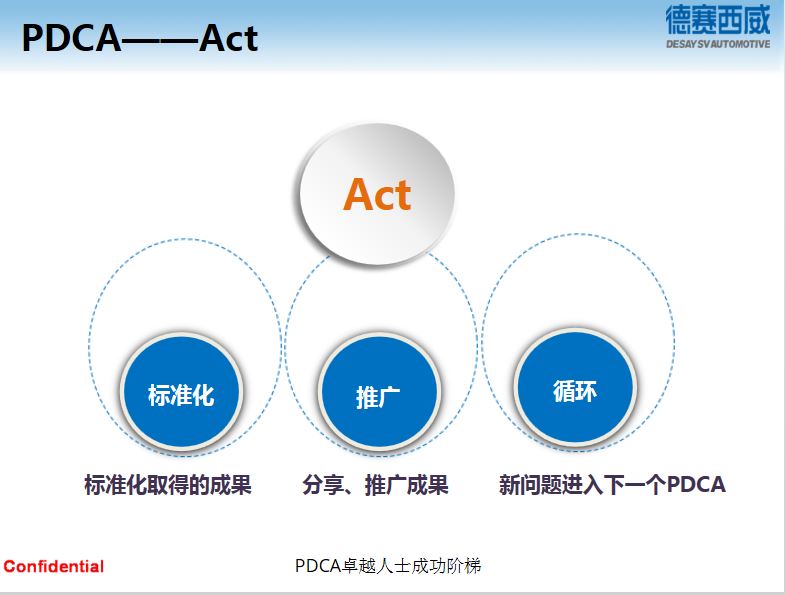 PDCA——Act
德赛西威
DESAY SV AUTOMOTIVE
Act
标准化
推广
循环
标准化取得的成果
分享、推广成果
新问题进入下一个PDCA
Confidential
PDCA卓越人士成功阶梯